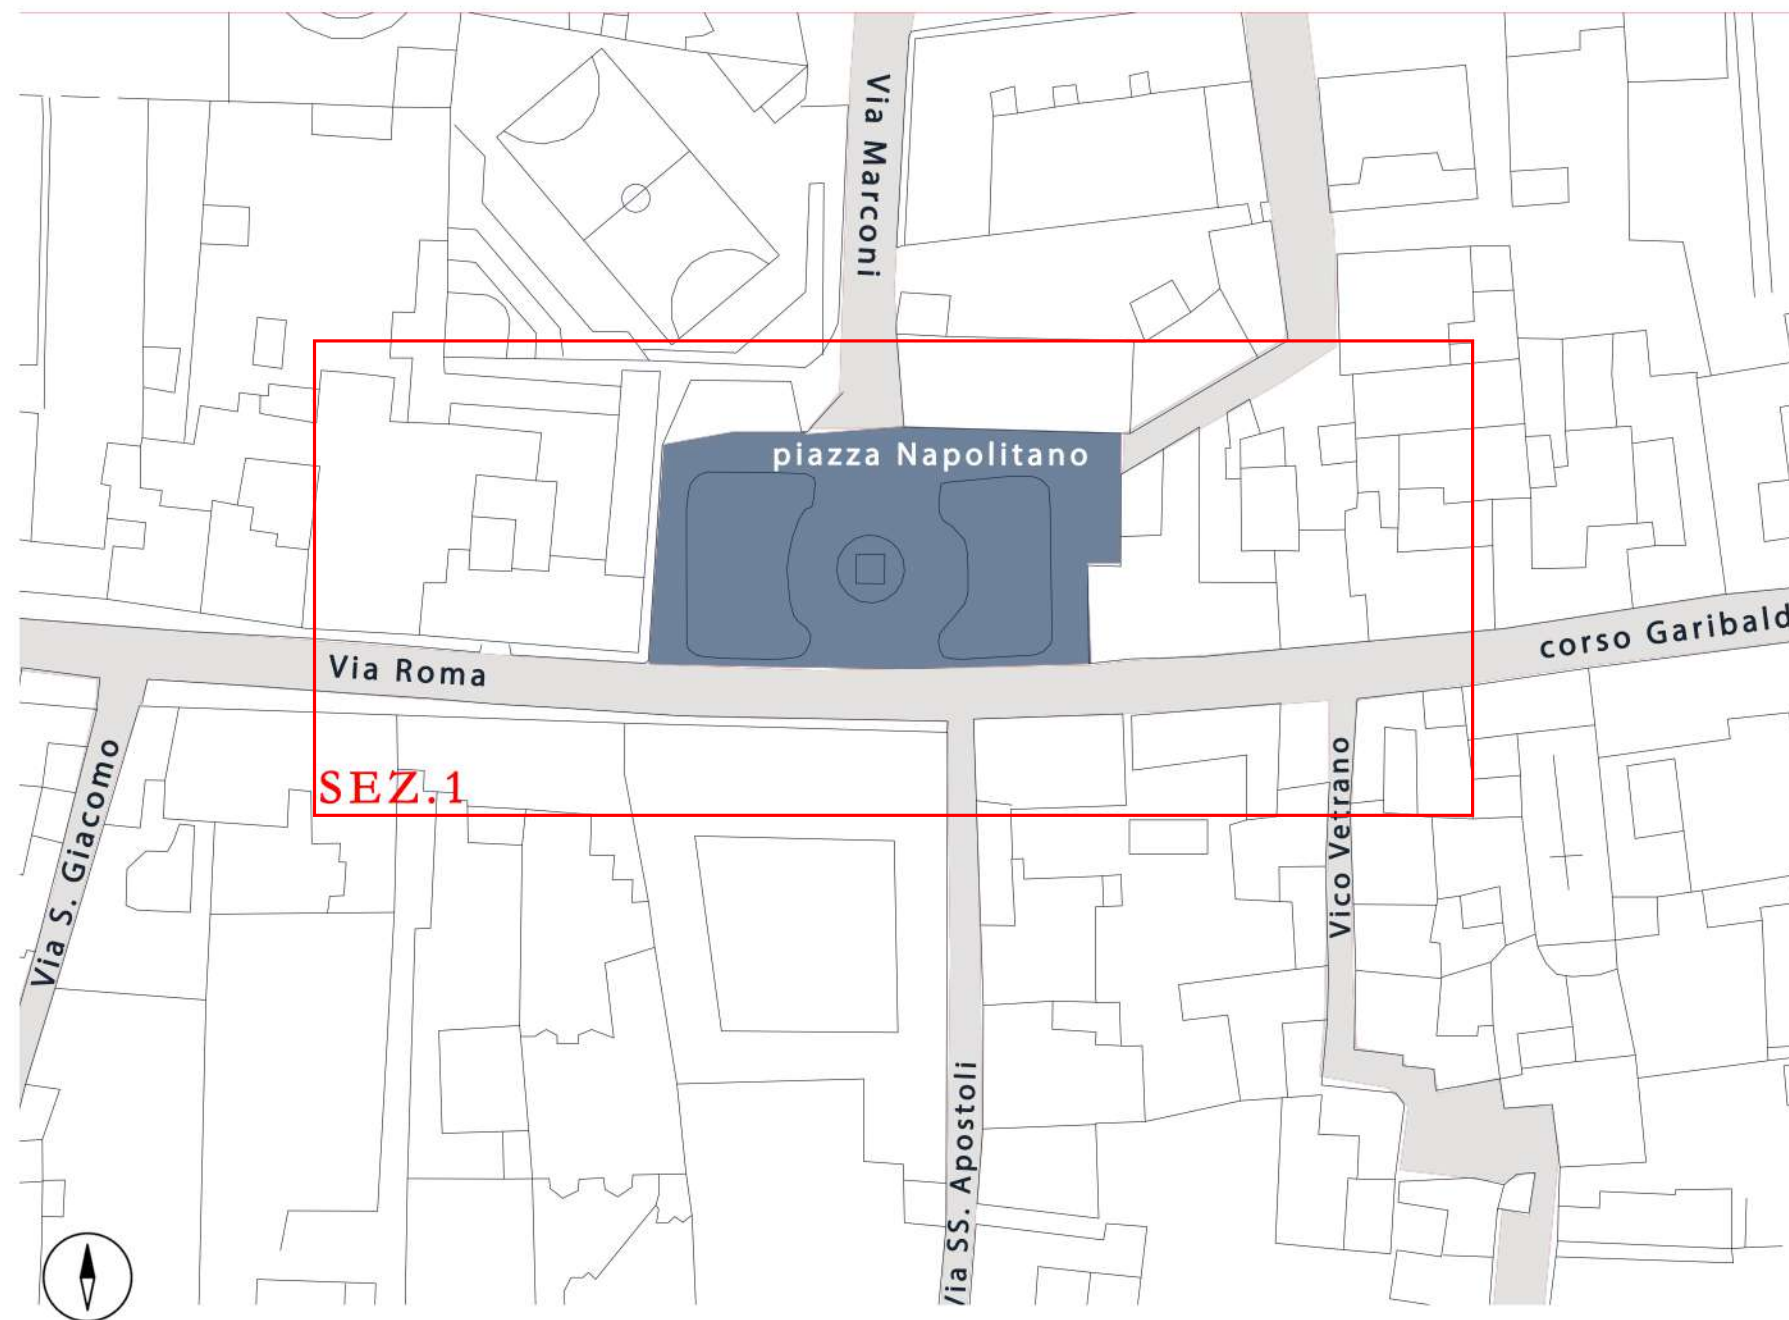 Via Marconi
piazza Napolitano
corso Garibald
Via Roma
SEZ.1
Via S. Giacomo
Vico Vetrano
Via SS. Apostoli